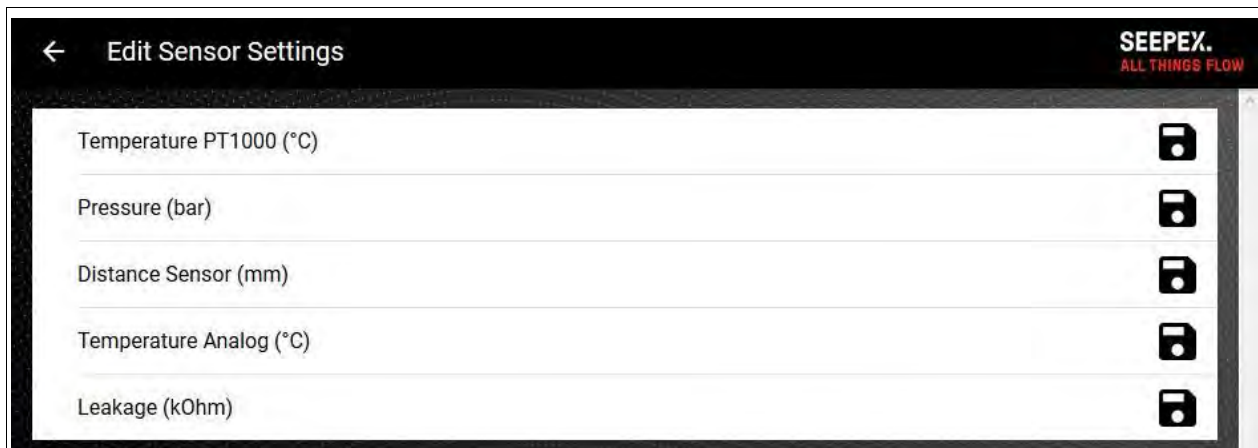 Edit Sensor Settings
SEEPEX.
ALL THINGS FLOW
Temperature PT1000 (°C)
Pressure (bar)
Distance Sensor (mm)
Temperature Analog (°C)
Leakage (kOhm)